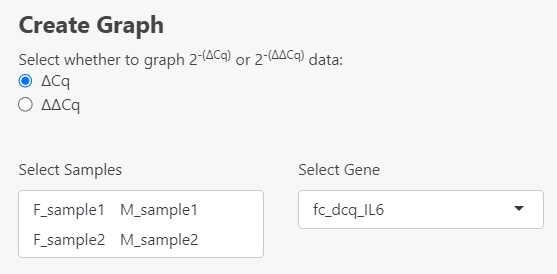 Create Graph
Select whether to graph 2-(ΔCq) or 2-(ΔΔCq) data:
ΔCq
ΔΔCq
Select Samples
F_sample1 M_sample1
F_sample2 M_sample2
Select Gene
fc_dcq_IL6